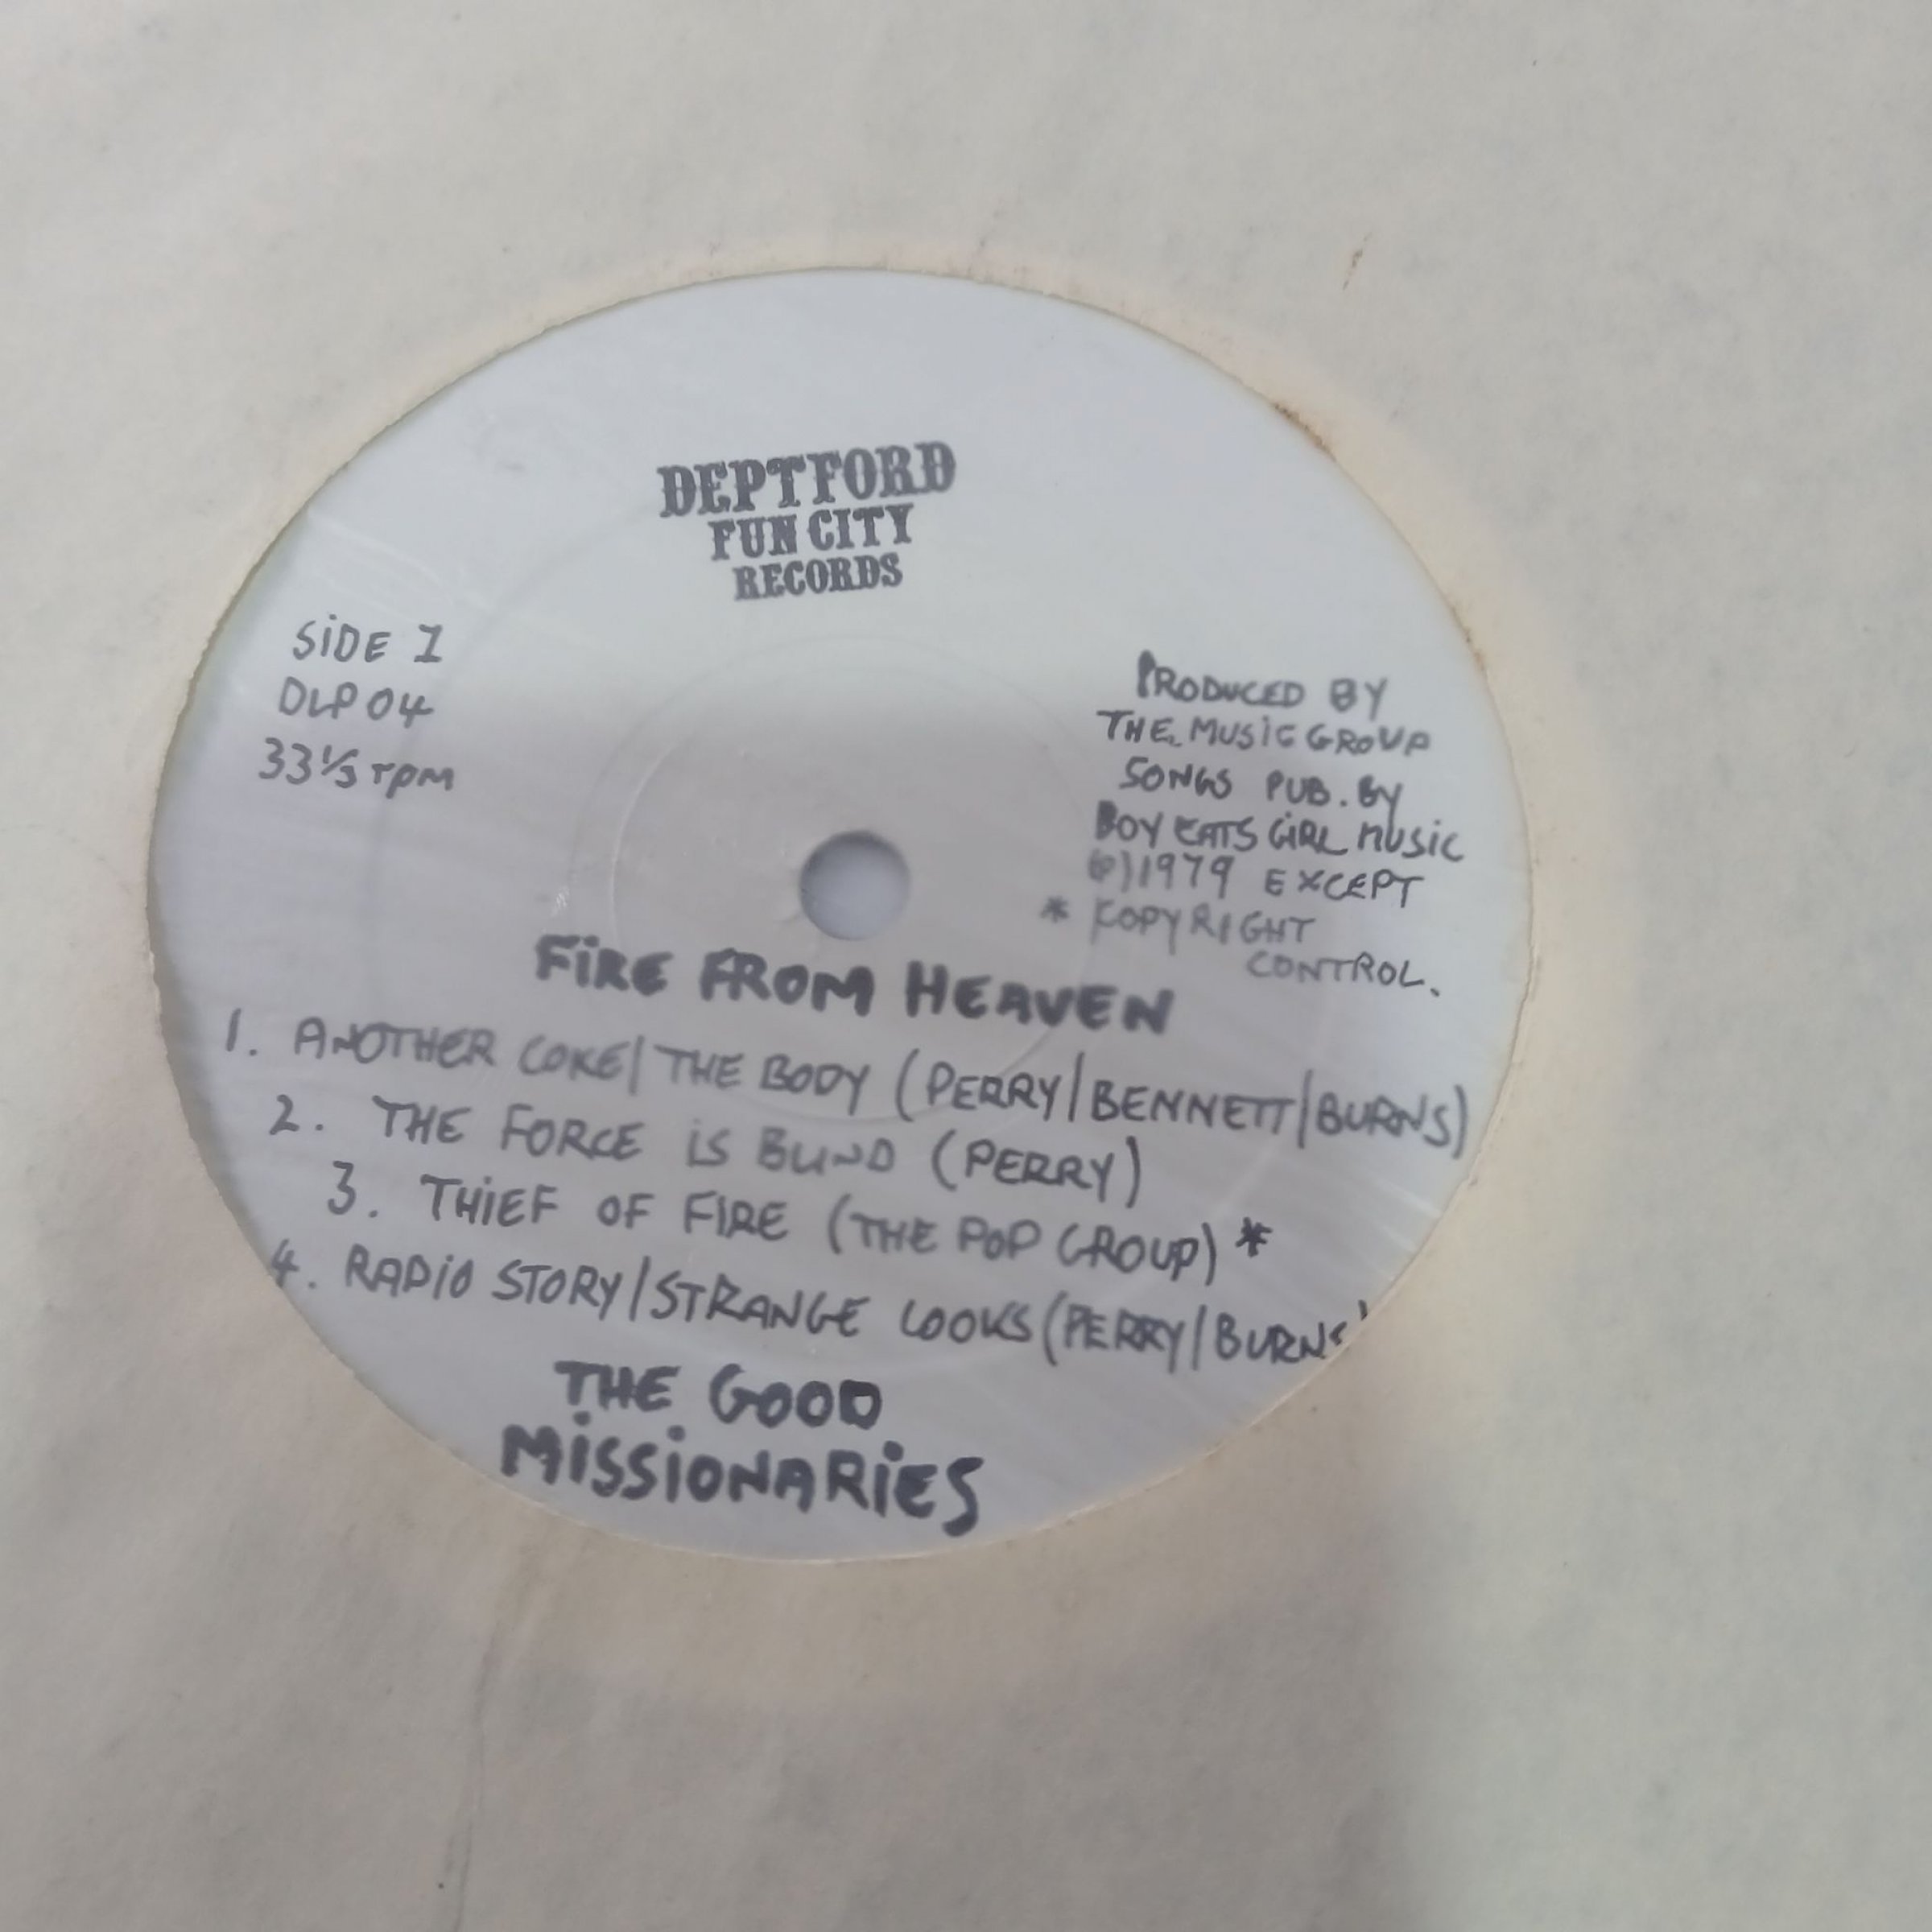 DEPTFORD
FUN CITY
RECORDS
SiDE I
DLP 04
33 1/3 rpm
PRODUCED BY
THE MUSIC GROUP
SONGS PUB. BY
BOY EATS GiRL MUSiC
(P) 1979 EXCEPT
* KOPYRIGHT
CONTROL.
FiRE FROM HEAVEN
1. ANOTHER COKE/THE BODY (PERRY/BENNETT/BURNS)
2. THE FORCE iS BLIND (PERRY)
3. THiEF OF FIRE (THE POP GROUP) *
4. RADiO STORY/STRANGE LOOKS (PERRY/BURNS)
THE GOOD
MiSSiONARiES